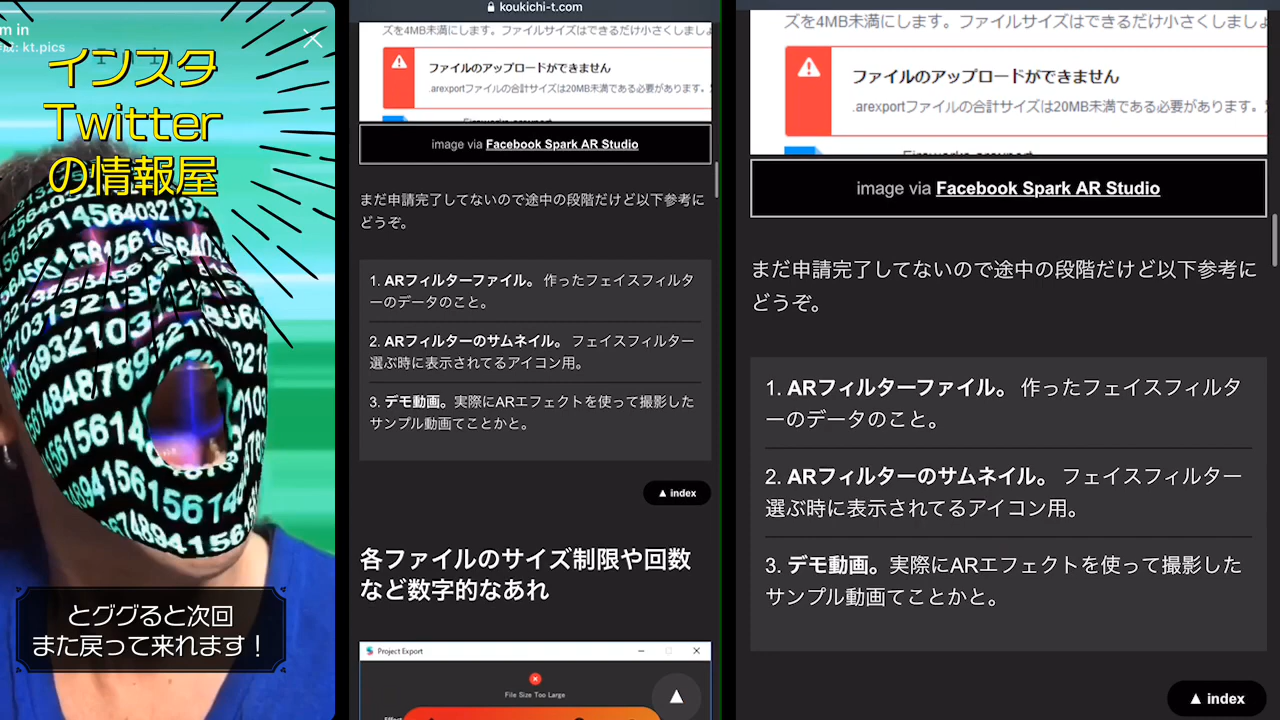 m in
成: kt.pics
インスタ
Twitter
の情報屋
とググると次回
また戻って来れます！
koukichi-t.com
ズを4MB未満にします。ファイルサイズはできるだけ小さくしまし
ファイルのアップロードができません
.arexportファイルの合計サイズは20MB未満である必要があります。
image via Facebook Spark AR Studio
まだ申請完了してないので途中の段階だけど以下参考に
どうぞ。
1. ARフィルターファイル。 作ったフェイスフィルタ
ーのデータのこと。
2. ARフィルターのサムネイル。 フェイスフィルター
選ぶ時に表示されてるアイコン用。
3. デモ動画。実際にARエフェクトを使って撮影した
サンプル動画てことかと。
▲ index
各ファイルのサイズ制限や回数
など数字的なあれ
Project Export
File Size Too Large
ズを4MB未満にします。ファイルサイズはできるだけ小さくしまし
ファイルのアップロードができません
.arexportファイルの合計サイズは20MB未満である必要があります。
image via Facebook Spark AR Studio
まだ申請完了してないので途中の段階だけど以下参考に
どうぞ。
1. ARフィルターファイル。 作ったフェイスフィルタ
ーのデータのこと。
2. ARフィルターのサムネイル。 フェイスフィルター
選ぶ時に表示されてるアイコン用。
3. デモ動画。実際にARエフェクトを使って撮影した
サンプル動画てことかと。
▲ index